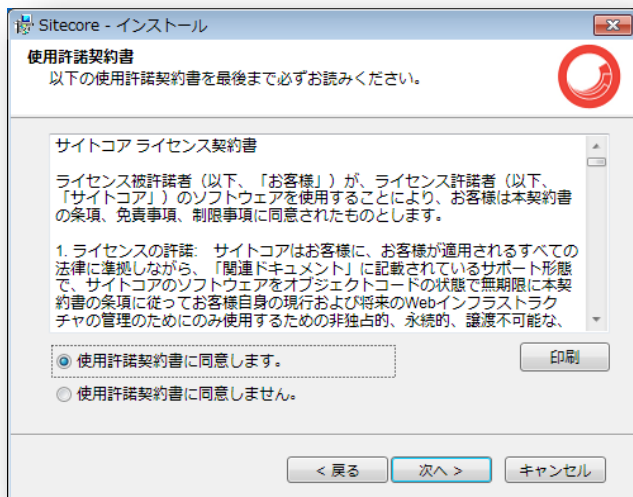 Sitecore - インストール
使用許諾契約書
以下の使用許諾契約書を最後まで必ずお読みください。
サイトコア ライセンス契約書
ライセンス被許諾者（以下、「お客様」）が、ライセンス許諾者（以下、
「サイトコア」）のソフトウェアを使用することにより、お客様は本契約書
の条項、免責事項、制限事項に同意されたものとします。
1. ライセンスの許諾:　サイトコアはお客様に、お客様が適用されるすべての
法律に準拠しながら、「関連ドキュメント」に記載されているサポート形態
で、サイトコアのソフトウェアをオブジェクトコードの状態で無期限に本契
約書の条項に従ってお客様自身の現行および将来のWebインフラストラク
チャの管理のためにのみ使用するための非独占的、永続的、譲渡不可能な、
使用許諾契約書に同意します。
印刷
使用許諾契約書に同意しません。
< 戻る
次へ >
キャンセル